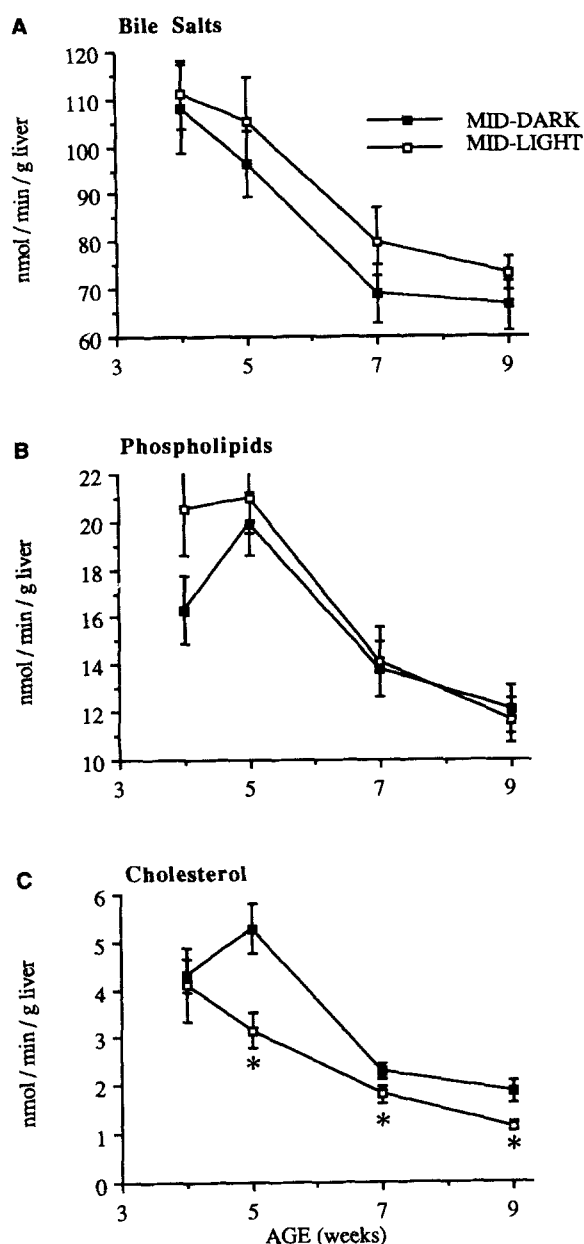 A Bile Salts
120
110
100
90
80
70
60
nmol / min / g liver
MID-DARK
MID-LIGHT
3 5 7 9
B Phospholipids
22
20
18
16
14
12
10
nmol / min / g liver
3 5 7 9
C Cholesterol
6
5
4
3
2
1
0
nmol / min / g liver
* * *
3 5 7 9
AGE (weeks)